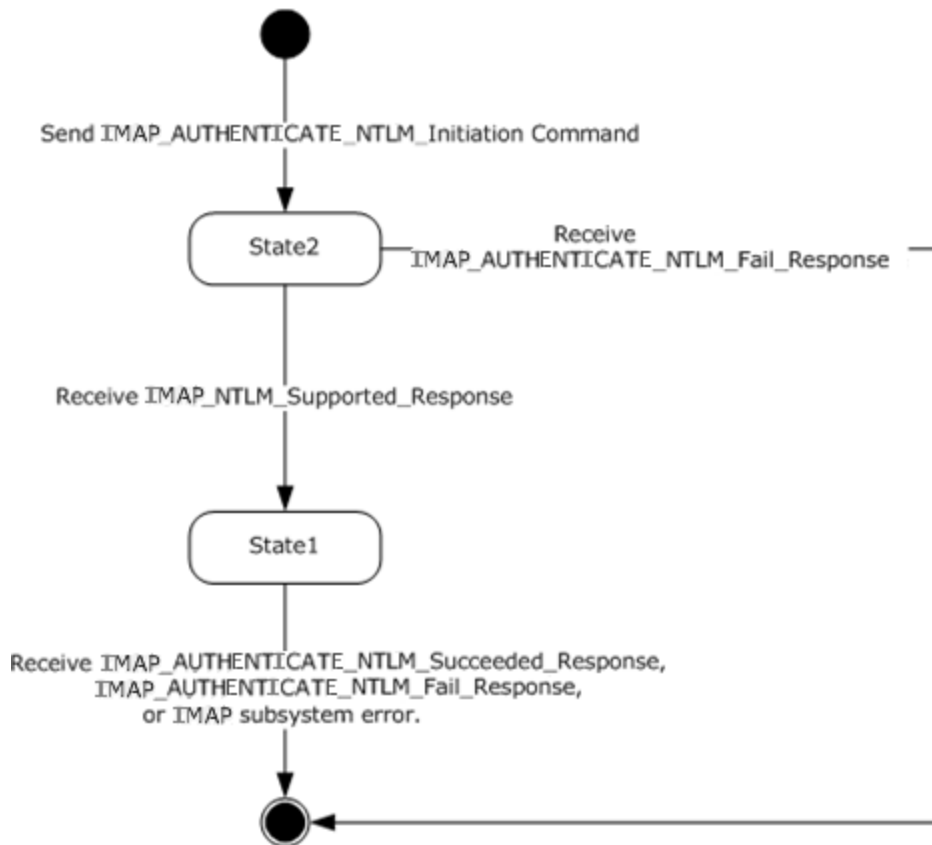 Send IMAP_AUTHENTICATE_NTLM_Initiation Command
State2
Receive
IMAP_AUTHENTICATE_NTLM_Fail_Response
Receive IMAP_NTLM_Supported_Response
State1
Receive IMAP_AUTHENTICATE_NTLM_Succeeded_Response,
IMAP_AUTHENTICATE_NTLM_Fail_Response,
or IMAP subsystem error.